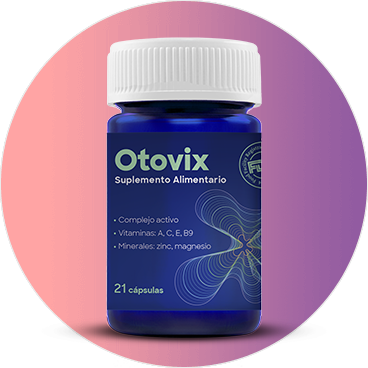 Otovix
Suplemento Alimentario
• Complejo activo
• Vitaminas: A, C, E, B9
• Minerales: zinc, magnesio
21 cápsulas